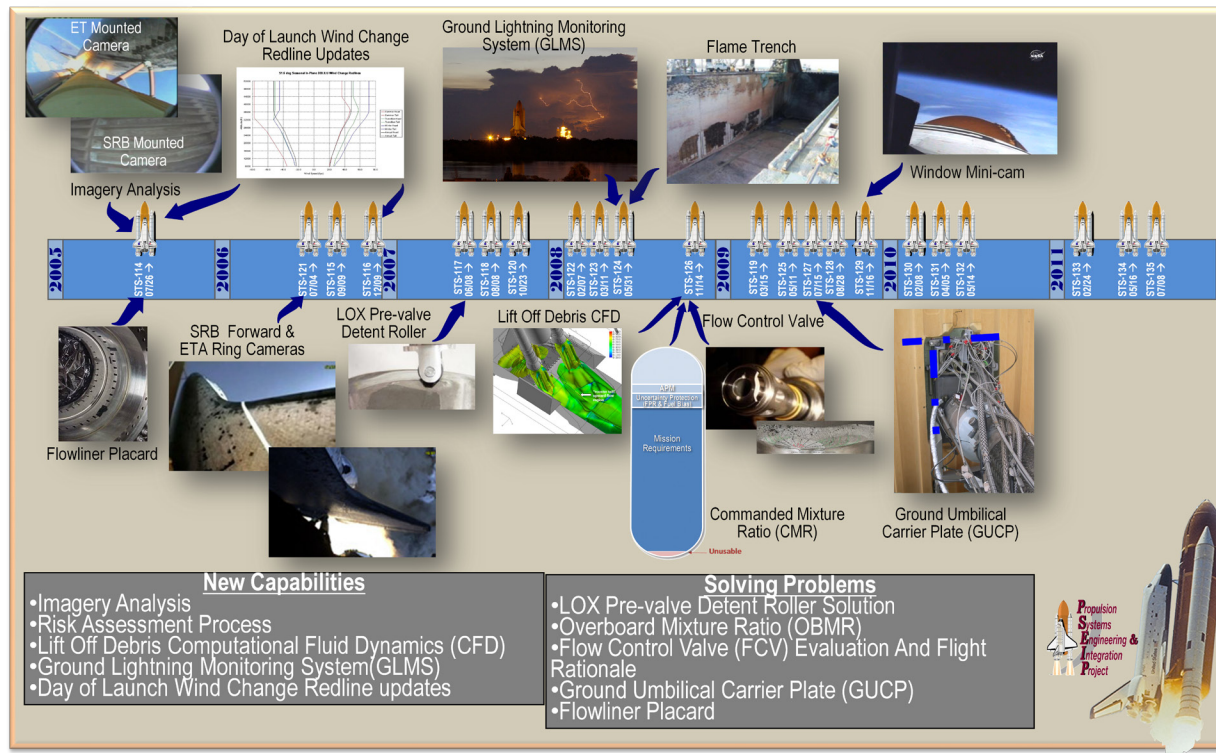 ET Mounted
Camera
SRB Mounted
Camera
Imagery Analysis
Day of Launch Wind Change
Redline Updates
Ground Lightning Monitoring
System (GLMS)
Flame Trench
NASA
Window Mini-cam
2005
STS-114
07/26 →
2006
STS-121
07/04 →
STS-115
09/09 →
STS-116
12/09 →
2007
STS-117
06/08 →
STS-118
08/08 →
STS-120
10/23 →
2008
STS-122
02/07 →
STS-123
03/11 →
STS-124
05/31 →
STS-126
11/14 →
2009
STS-119
03/15 →
STS-125
05/11 →
STS-27
07/15 →
STS-128
08/28 →
STS-129
11/16 →
2010
STS-130
02/08 →
STS-131
04/05 →
STS-132
05/14 →
2011
STS-133
02/24 →
STS-134
05/16 →
STS-135
07/08 →
Flowliner Placard
SRB Forward &
ETA Ring Cameras
LOX Pre-valve
Detent Roller
Lift Off Debris CFD
APM
Uncertainty Protection
(FPR & Fuel Bias)
Mission
Requirements
Unusable
Flow Control Valve
Commanded Mixture
Ratio (CMR)
Ground Umbilical
Carrier Plate (GUCP)
New Capabilities
•Imagery Analysis
•Risk Assessment Process
•Lift Off Debris Computational Fluid Dynamics (CFD)
•Ground Lightning Monitoring System(GLMS)
•Day of Launch Wind Change Redline updates
Solving Problems
•LOX Pre-valve Detent Roller Solution
•Overboard Mixture Ratio (OBMR)
•Flow Control Valve (FCV) Evaluation And Flight
Rationale
•Ground Umbilical Carrier Plate (GUCP)
•Flowliner Placard
Propulsion
Systems
Engineering &
Integration
Project